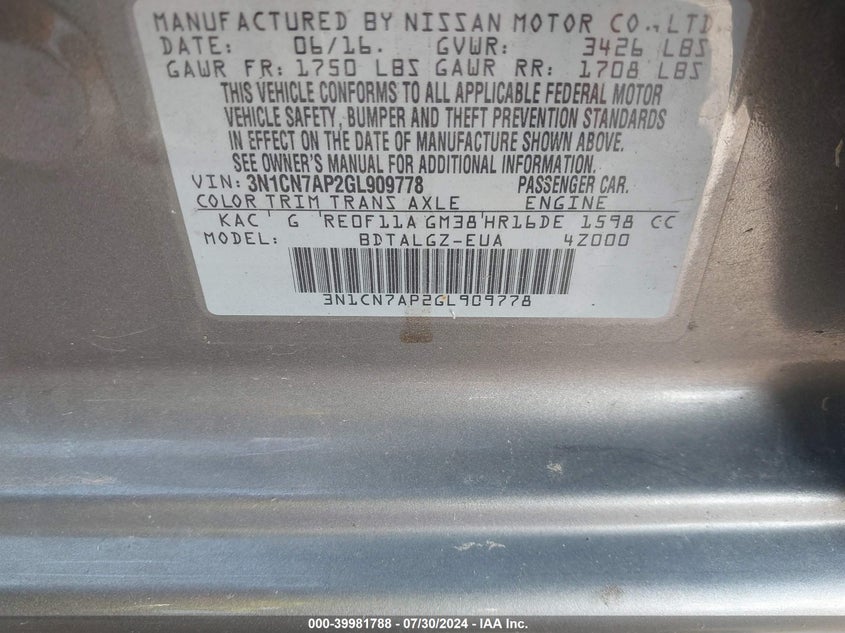 MANUFACTURED BY NISSAN MOTOR CO., LTD.
DATE: 06/16. GVWR: 3426 LBS
GAWR FR: 1750 LBS GAWR RR: 1708 LBS
THIS VEHICLE CONFORMS TO ALL APPLICABLE FEDERAL MOTOR
VEHICLE SAFETY, BUMPER AND THEFT PREVENTION STANDARDS
IN EFFECT ON THE DATE OF MANUFACTURE SHOWN ABOVE.
SEE OWNER'S MANUAL FOR ADDITIONAL INFORMATION.
VIN: 3N1CN7AP2GL909778 PASSENGER CAR.
COLOR TRIM TRANS AXLE ENGINE
KAC G RE0F11A GM38 HR16DE 1598 CC
MODEL: BDTALGZ-EUA 4Z000
3N1CN7AP2GL909778
000-39981788 - 07/30/2024 - IAA Inc.